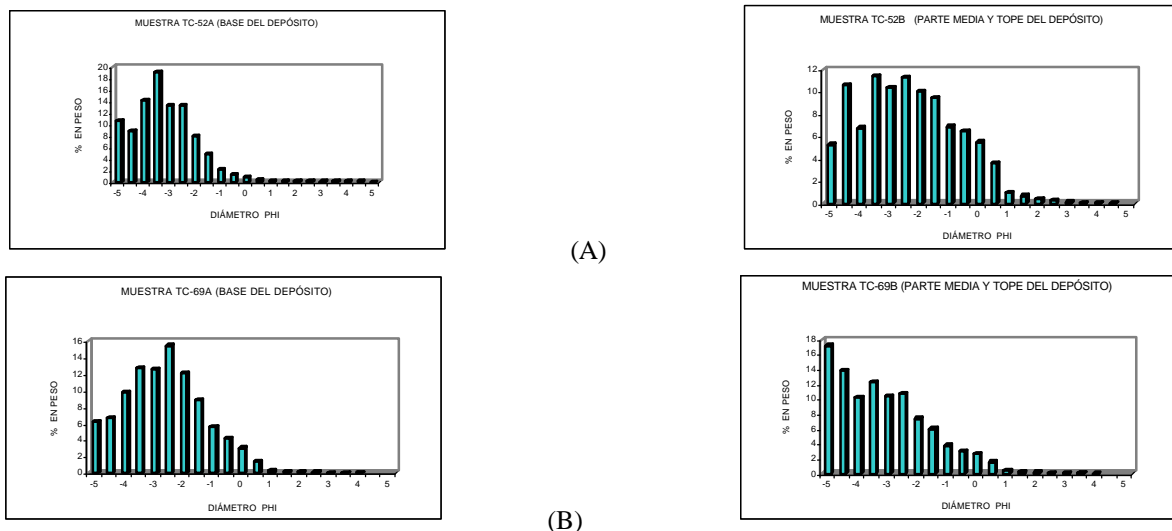 MUESTRA TC-52A (BASE DEL DEPÓSITO)
20
18
16
14
12
10
8
6
4
2
0
% EN PESO
-5 -4 -3 -2 -1 0 1 2 3 4 5
DIÁMETRO PHI
MUESTRA TC-52B (PARTE MEDIA Y TOPE DEL DEPÓSITO)
12
10
8
6
4
2
0
% EN PESO
-5 -4 -3 -2 -1 0 1 2 3 4 5
DIÁMETRO PHI
(A)
MUESTRA TC-69A (BASE DEL DEPÓSITO)
16
14
12
10
8
6
4
2
0
% EN PESO
-5 -4 -3 -2 -1 0 1 2 3 4 5
DIÁMETRO PHI
MUESTRA TC-69B (PARTE MEDIA Y TOPE DEL DEPÓSITO)
18
16
14
12
10
8
6
4
2
0
% EN PESO
-5 -4 -3 -2 -1 0 1 2 3 4 5
DIÁMETRO PHI
(B)